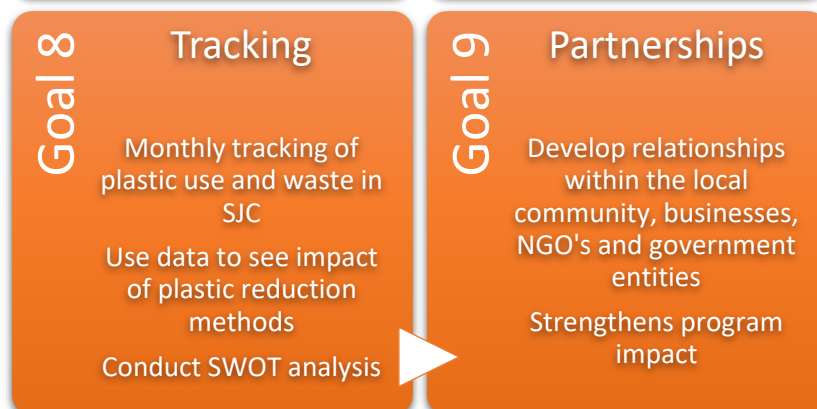 Goal 8
Tracking
Monthly tracking of
plastic use and waste in
SJC
Use data to see impact
of plastic reduction
methods
Conduct SWOT analysis
Goal 9
Partnerships
Develop relationships
within the local
community, businesses,
NGO's and government
entities
Strengthens program
impact